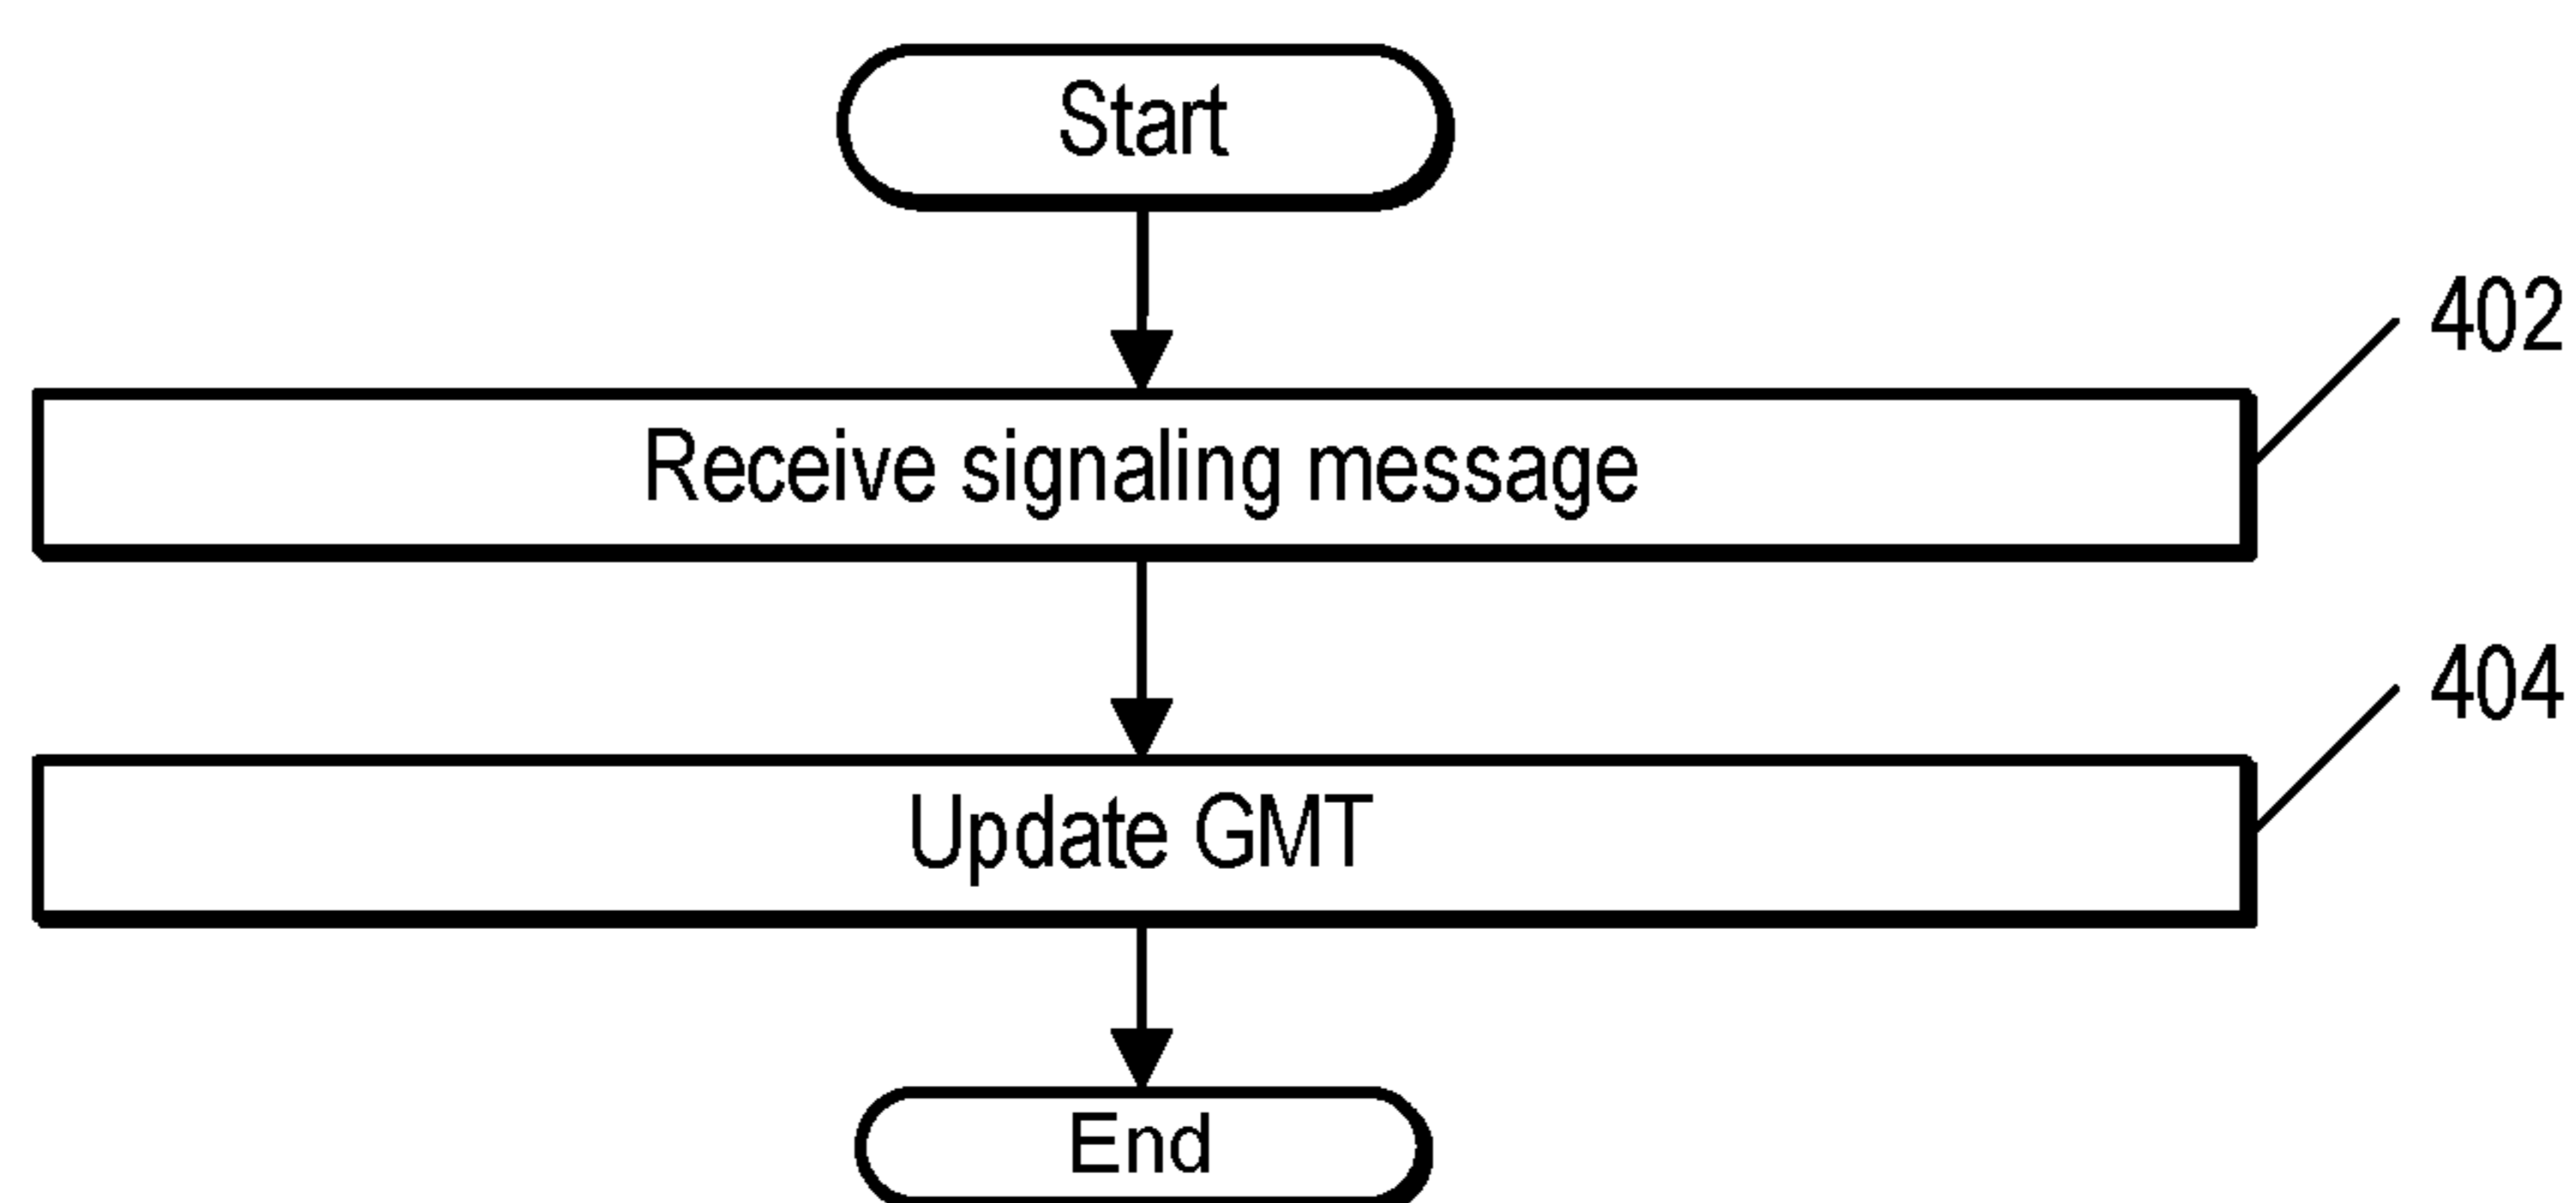 Start
402
Receive signaling message
404
Update GMT
End